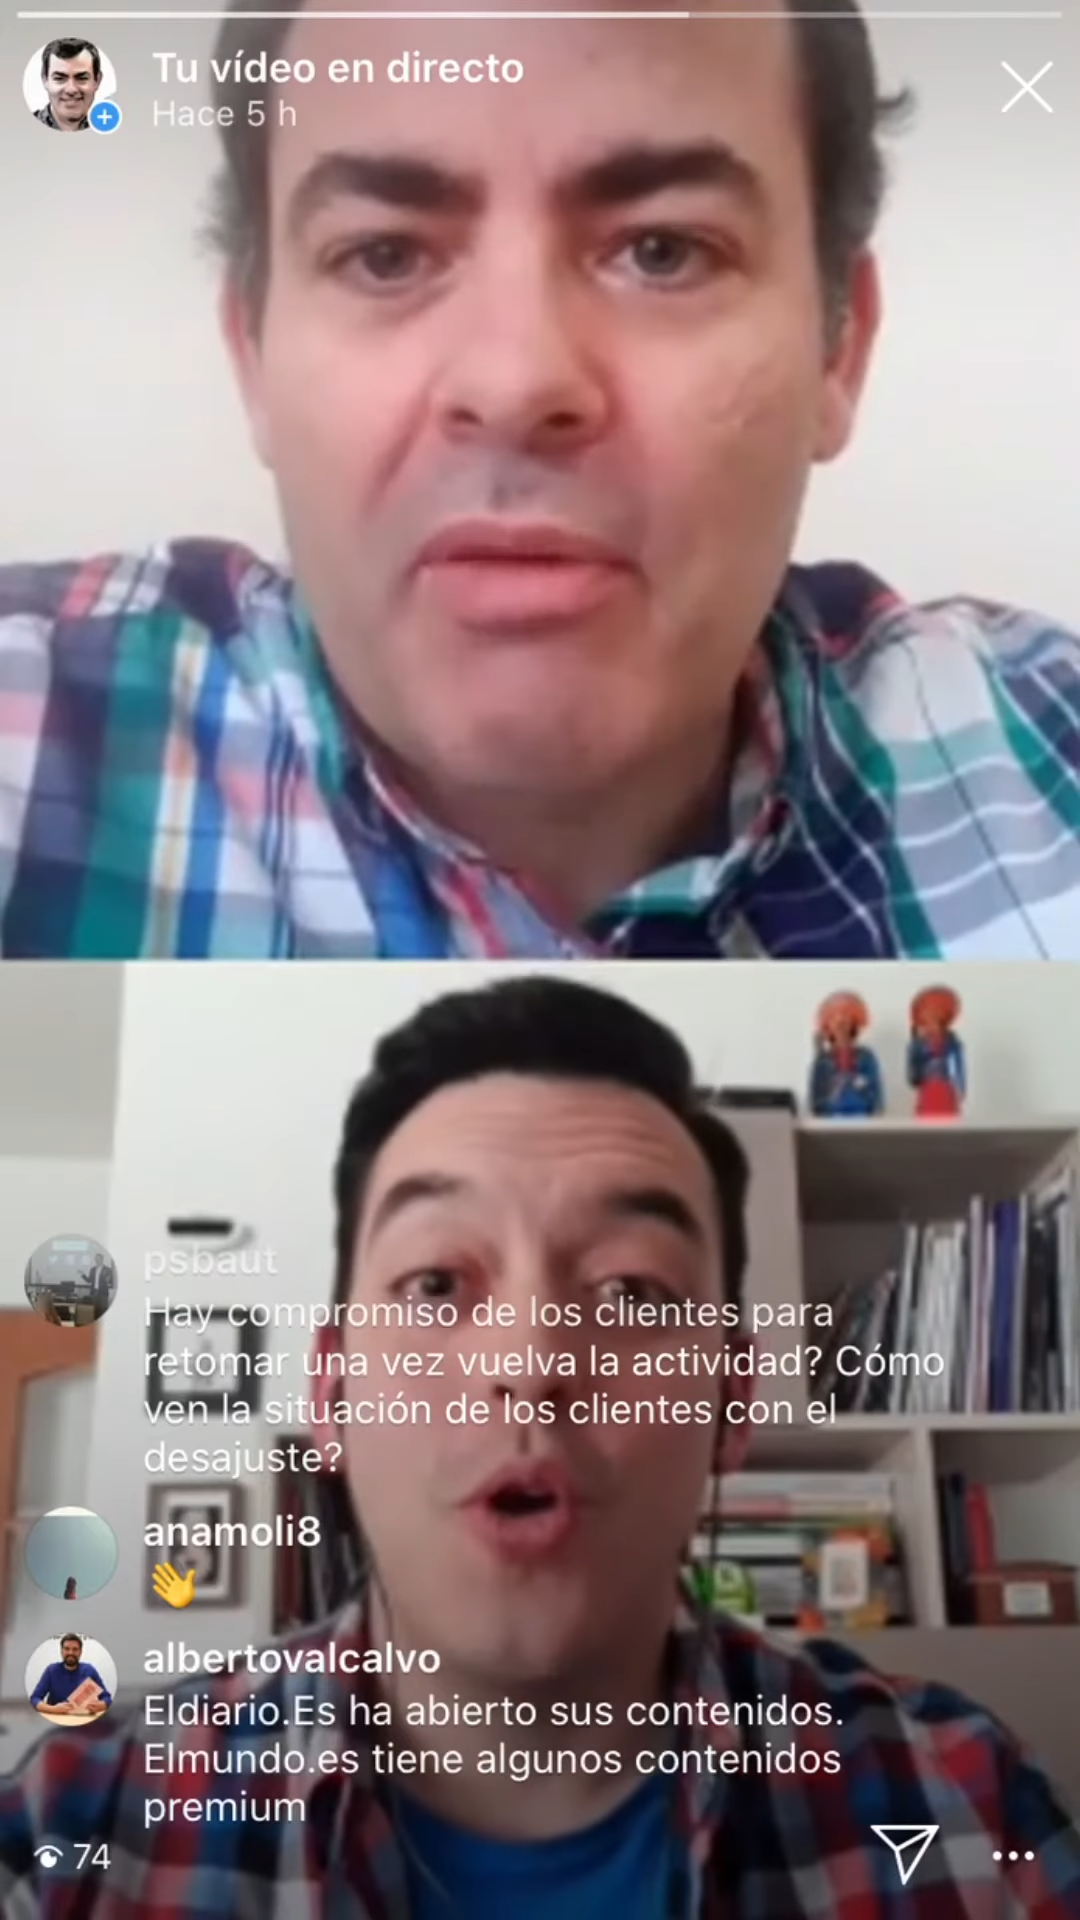 Tu vídeo en directo
Hace 5 h
psbaut
Hay compromiso de los clientes para
retomar una vez vuelva la actividad? Cómo
ven la situación de los clientes con el
desajuste?
anamoli8
👋
albertovalcalvo
Eldiario.Es ha abierto sus contenidos.
Elmundo.es tiene algunos contenidos
premium
74